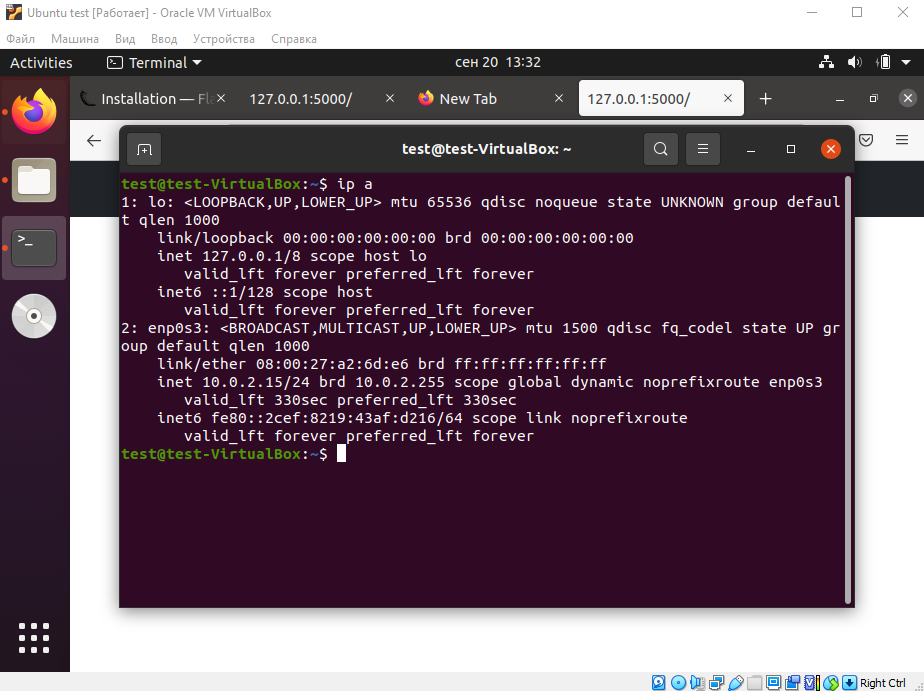 Ubuntu test [Работает] - Oracle VM VirtualBox
Файл Машина Вид Ввод Устройства Справка
Activities Terminal сен 20 13:32
Installation — Fl 127.0.0.1:5000/ New Tab 127.0.0.1:5000/
test@test-VirtualBox: ~
test@test-VirtualBox:~$ ip a
1: lo: <LOOPBACK,UP,LOWER_UP> mtu 65536 qdisc noqueue state UNKNOWN group defaul
t qlen 1000
link/loopback 00:00:00:00:00:00 brd 00:00:00:00:00:00
inet 127.0.0.1/8 scope host lo
valid_lft forever preferred_lft forever
inet6 ::1/128 scope host
valid_lft forever preferred_lft forever
2: enp0s3: <BROADCAST,MULTICAST,UP,LOWER_UP> mtu 1500 qdisc fq_codel state UP gr
oup default qlen 1000
link/ether 08:00:27:a2:6d:e6 brd ff:ff:ff:ff:ff:ff
inet 10.0.2.15/24 brd 10.0.2.255 scope global dynamic noprefixroute enp0s3
valid_lft 330sec preferred_lft 330sec
inet6 fe80::2cef:8219:43af:d216/64 scope link noprefixroute
valid_lft forever preferred_lft forever
test@test-VirtualBox:~$
Right Ctrl